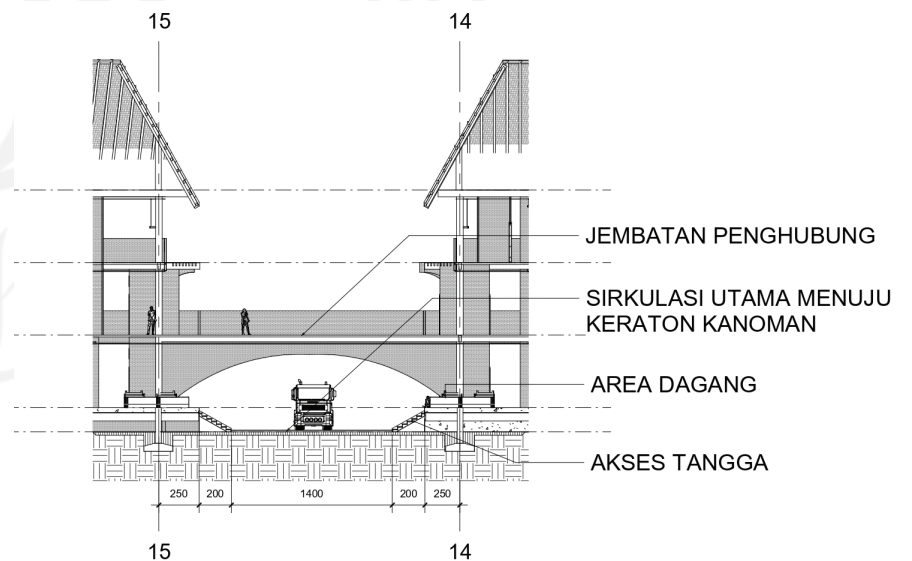 15 14
JEMBATAN PENGHUBUNG
SIRKULASI UTAMA MENUJU
KERATON KANOMAN
AREA DAGANG
AKSES TANGGA
250 200 1400 200 250
15 14